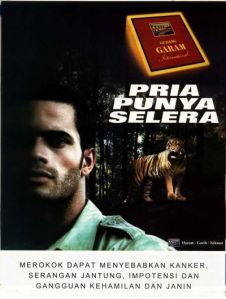 GUDANG
GARAM
International
PRIA
PUNYA
SELERA
MEROKOK DAPAT MENYEBABKAN KANKER,
SERANGAN JANTUNG, IMPOTENSI DAN
GANGGUAN KEHAMILAN DAN JANIN